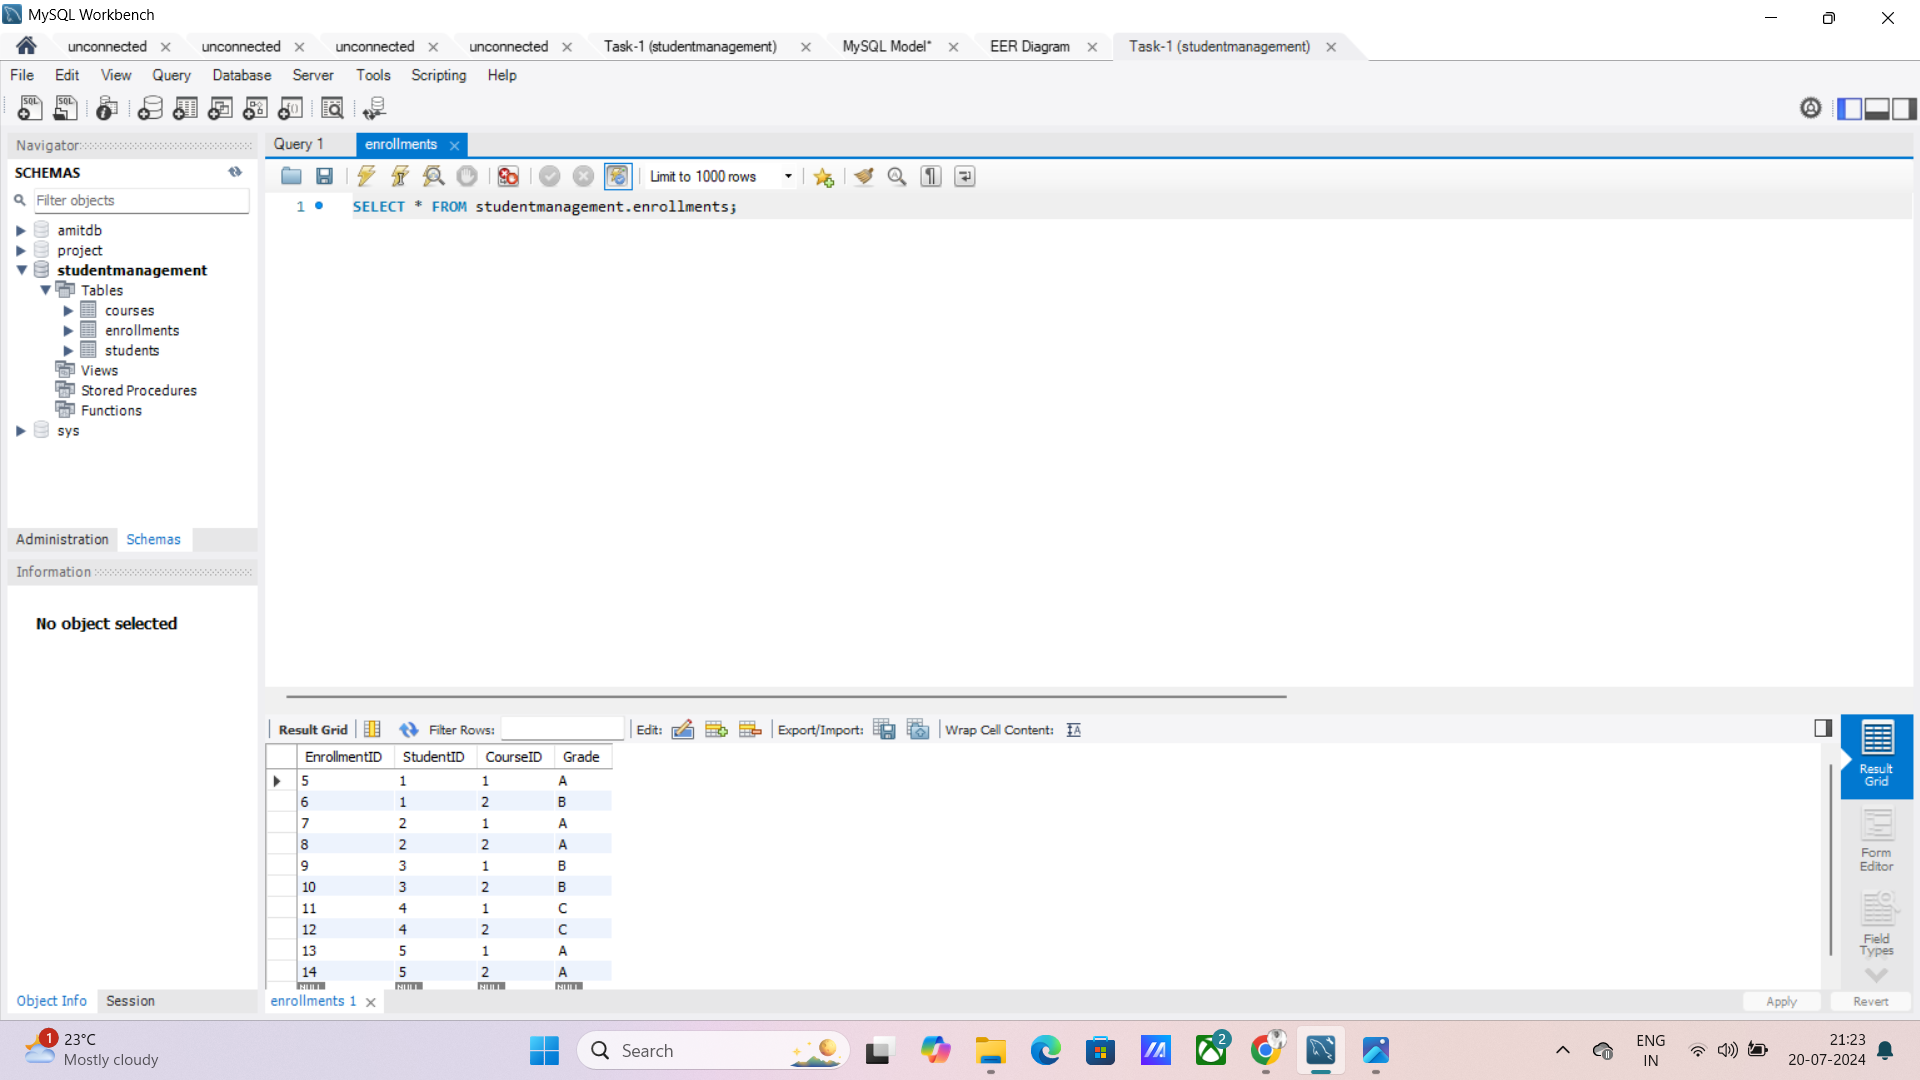 MySQL Workbench
unconnected unconnected unconnected unconnected Task-1 (studentmanagement) MySQL Model* EER Diagram Task-1 (studentmanagement)
File Edit View Query Database Server Tools Scripting Help
Navigator
SCHEMAS
Filter objects
amitdb
project
studentmanagement
Tables
courses
enrollments
students
Views
Stored Procedures
Functions
sys
Administration Schemas
Information
No object selected
Object Info Session
Query 1 enrollments
Limit to 1000 rows
1 SELECT * FROM studentmanagement.enrollments;
Result Grid Filter Rows: Edit: Export/Import: Wrap Cell Content:
EnrollmentID StudentID CourseID Grade
5 1 1 A
6 1 2 B
7 2 1 A
8 2 2 A
9 3 1 B
10 3 2 B
11 4 1 C
12 4 2 C
13 5 1 A
14 5 2 A
NULL NULL NULL NULL
Result
Grid
Form
Editor
Field
Types
enrollments 1
Apply Revert
1
23°C
Mostly cloudy
Search
2
ENG
IN
21:23
20-07-2024